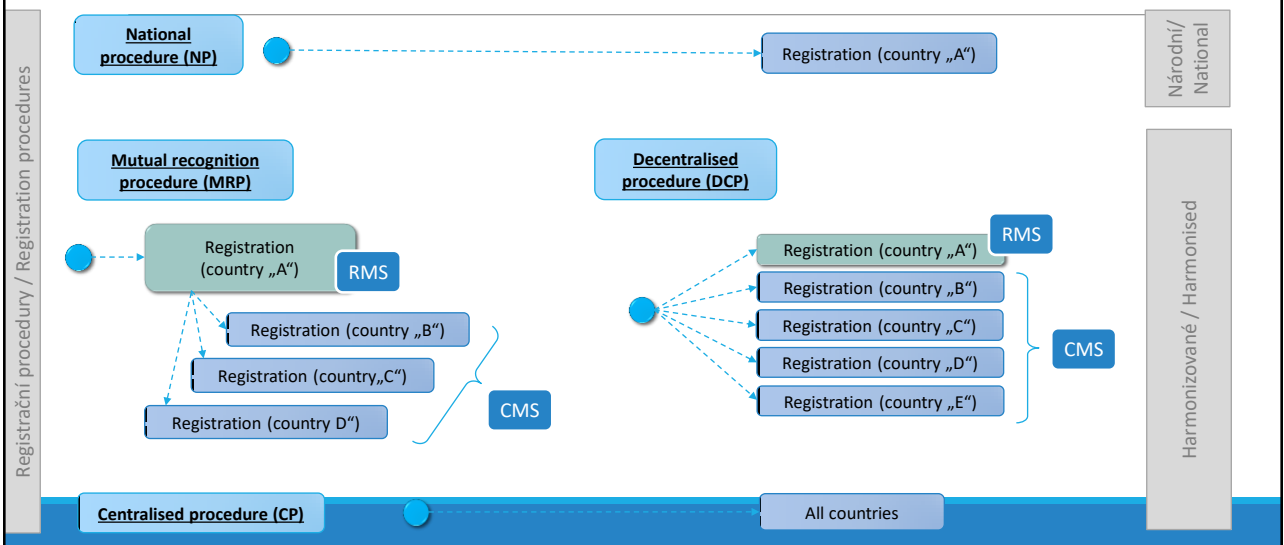 Registrační procedury / Registration procedures
National
procedure (NP)
Registration (country „A“)
Národní/
National
Mutual recognition
procedure (MRP)
Decentralised
procedure (DCP)
Registration
(country „A“)
RMS
Registration (country „B“)
Registration (country„C“)
Registration (country D“)
CMS
Registration (country „A“)
RMS
Registration (country „B“)
Registration (country „C“)
Registration (country „D“)
Registration (country „E“)
CMS
Harmonizované / Harmonised
Centralised procedure (CP)
All countries